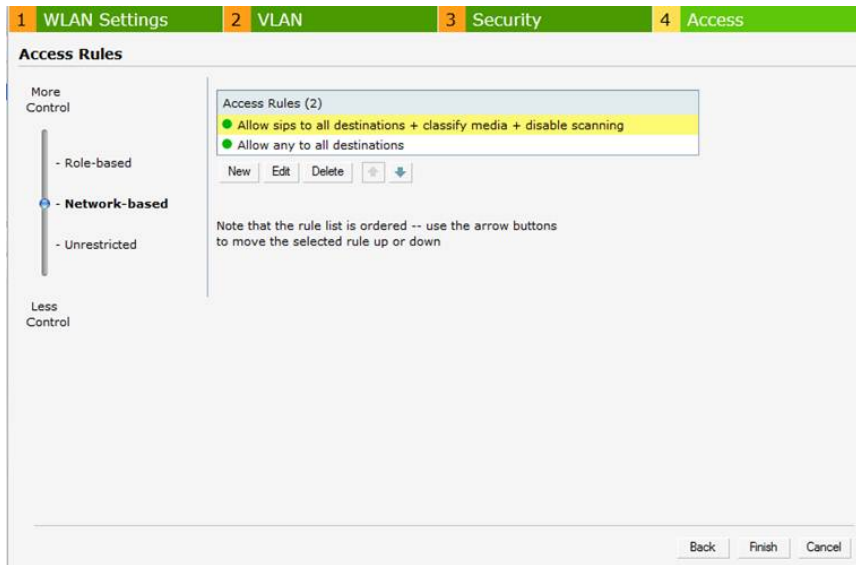 1 WLAN Settings 2 VLAN 3 Security 4 Access
Access Rules
More
Control
- Role-based
- Network-based
- Unrestricted
Less
Control
Access Rules (2)
Allow sips to all destinations + classify media + disable scanning
Allow any to all destinations
New Edit Delete
Note that the rule list is ordered -- use the arrow buttons
to move the selected rule up or down
Back Finish Cancel